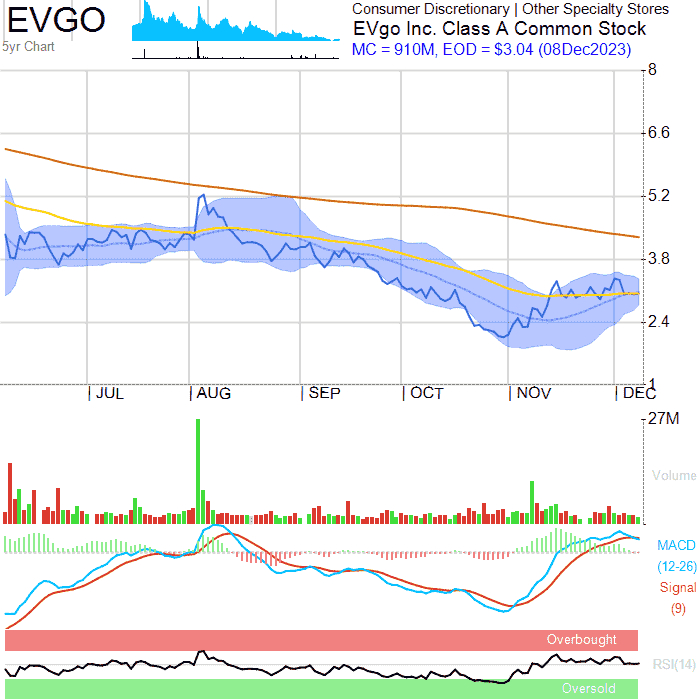 EVGO
5yr Chart
Consumer Discretionary | Other Specialty Stores
EVgo Inc. Class A Common Stock
MC = 910M, EOD = $3.04 (08Dec2023)
8
6.6
5.2
3.8
2.4
1
JUL
AUG
SEP
OCT
NOV
DEC
27M
Volume
MACD
(12-26)
Signal
(9)
Overbought
RSI(14)
Oversold